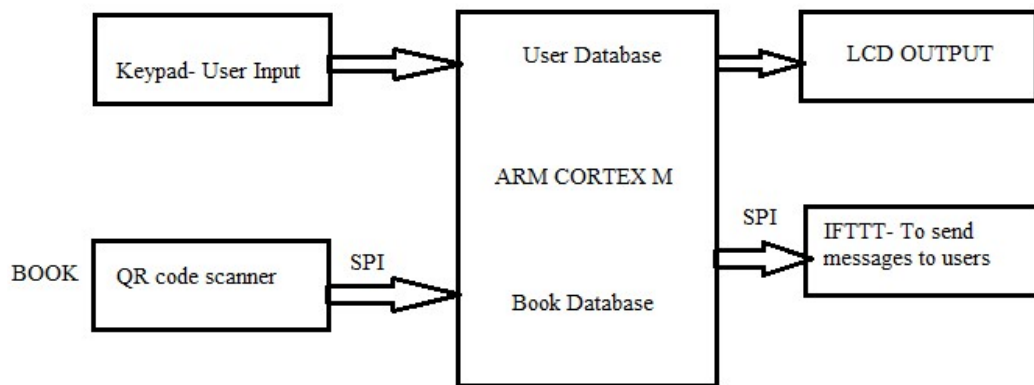 Keypad- User Input
User Database
LCD OUTPUT
ARM CORTEX M
BOOK
QR code scanner
SPI
Book Database
SPI
IFTTT- To send
messages to users